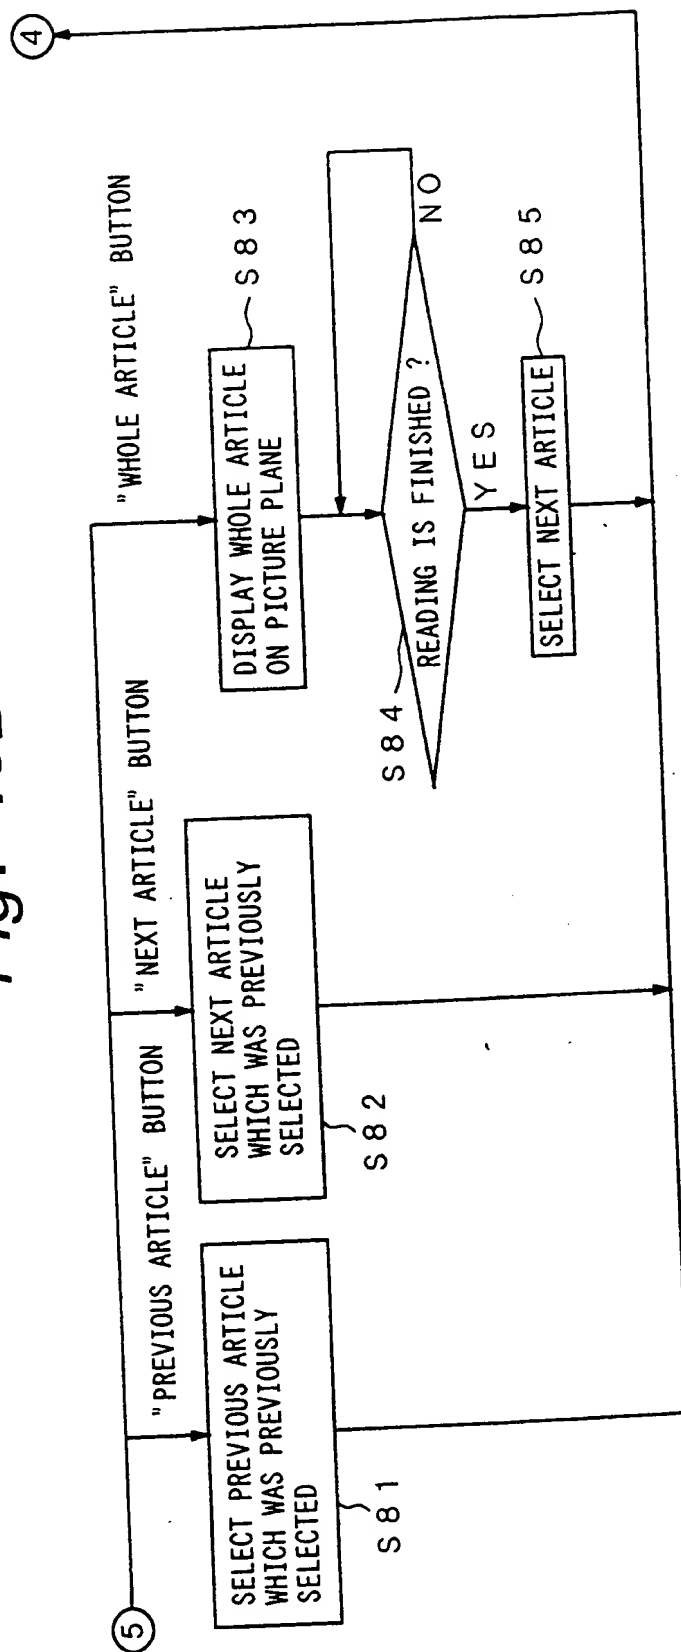 Fig.
5
"PREVIOUS ARTICLE" BUTTON
SELECT PREVIOUS ARTICLE
WHICH WAS PREVIOUSLY
SELECTED
S81
"NEXT ARTICLE" BUTTON
SELECT NEXT ARTICLE
WHICH WAS PREVIOUSLY
SELECTED
S82
"WHOLE ARTICLE" BUTTON
DISPLAY WHOLE ARTICLE
ON PICTURE PLANE
S83
S84
READING IS FINISHED ?
NO
YES
SELECT NEXT ARTICLE
S85
4